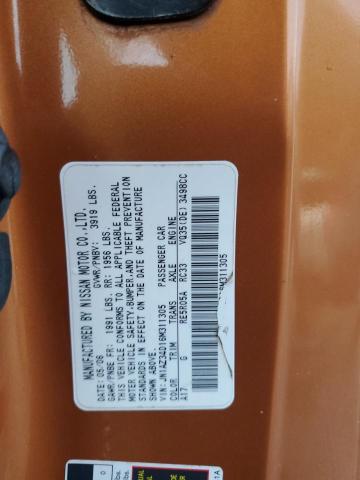 MANUFACTURED BY NISSAN MOTOR CO.,LTD.
DATE: 05/06 GVWR/PNBV: 3919 LBS.
GAWR/PNBE FR: 1991 LBS. RR: 1956 LBS.
THIS VEHICLE CONFORMS TO ALL APPLICABLE FEDERAL
MOTOR VEHICLE SAFETY,BUMPER,AND THEFT PREVENTION
STANDARDS IN EFFECT ON THE DATE OF MANUFACTURE
SHOWN ABOVE.
VIN: JN1AZ34D16M311305 PASSENGER CAR
COLOR TRIM TRANS AXLE ENGINE
A17 G RE5R05A RC33 VQ35(DE) 3498CC